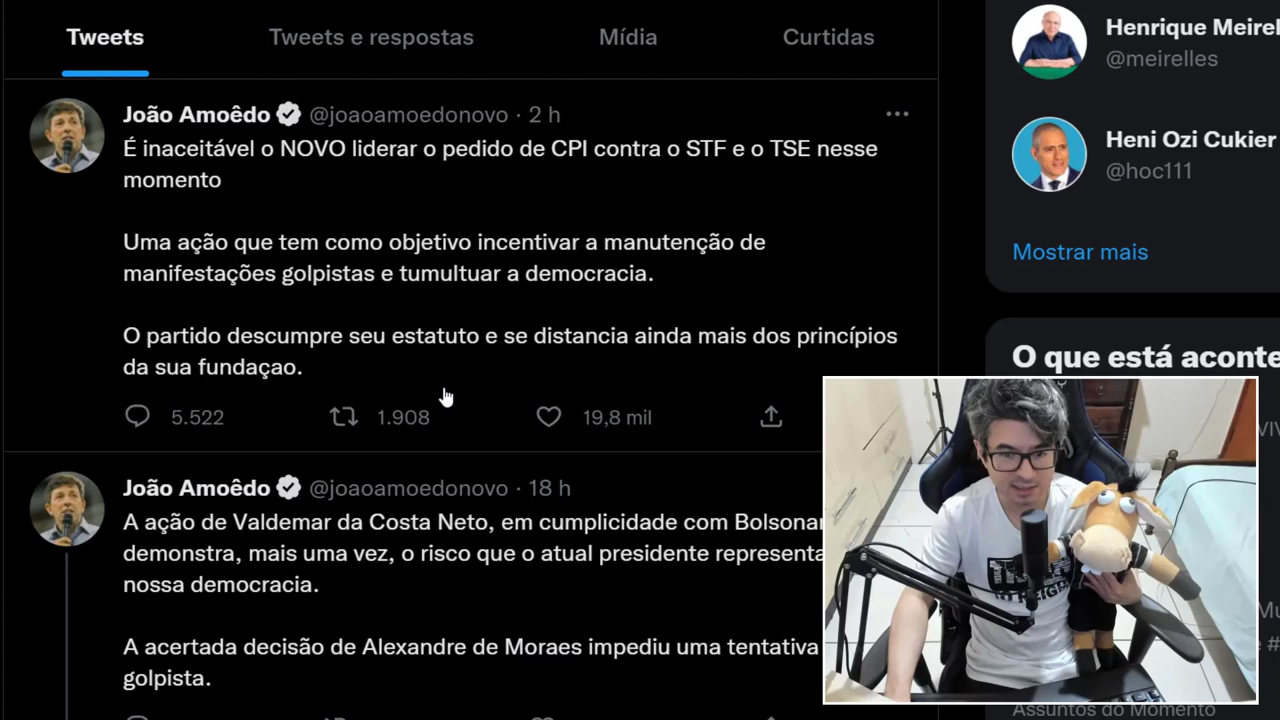 Tweets
Tweets e respostas
Mídia
Curtidas
João Amoêdo @joaoamoedonovo · 2 h
É inaceitável o NOVO liderar o pedido de CPI contra o STF e o TSE nesse
momento
Uma ação que tem como objetivo incentivar a manutenção de
manifestações golpistas e tumultuar a democracia.
O partido descumpre seu estatuto e se distancia ainda mais dos princípios
da sua fundaçao.
5.522
1.908
19,8 mil
João Amoêdo @joaoamoedonovo · 18 h
A ação de Valdemar da Costa Neto, em cumplicidade com Bolsonar
demonstra, mais uma vez, o risco que o atual presidente representa
nossa democracia.
A acertada decisão de Alexandre de Moraes impediu uma tentativa
golpista.
Henrique Meirel
@meirelles
Heni Ozi Cukier
@hoc111
Mostrar mais
O que está aconte
Assuntos do Momento